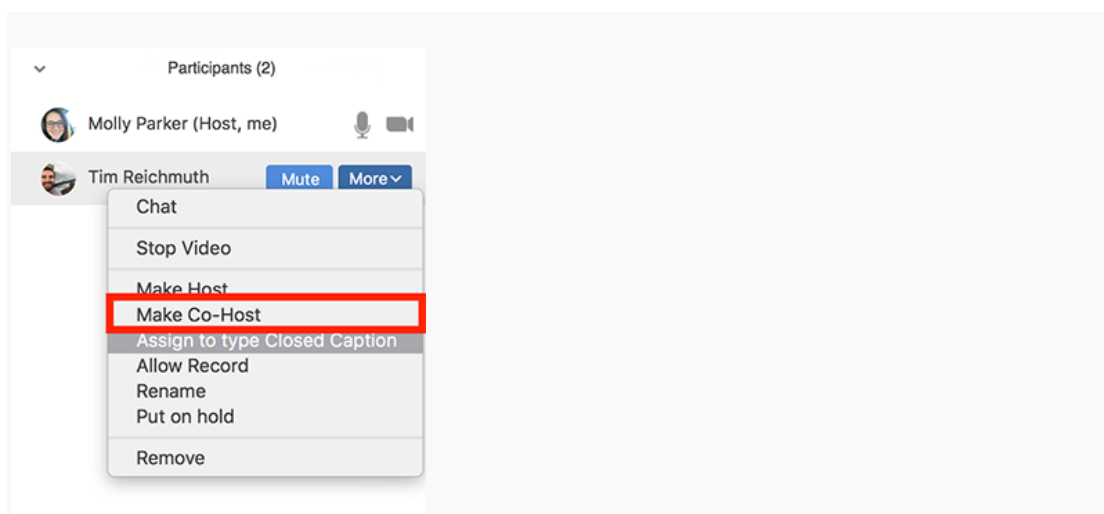 Participants (2)
Molly Parker (Host, me)
Tim Reichmuth Mute More
Chat
Stop Video
Make Host
Make Co-Host
Assign to type Closed Caption
Allow Record
Rename
Put on hold
Remove